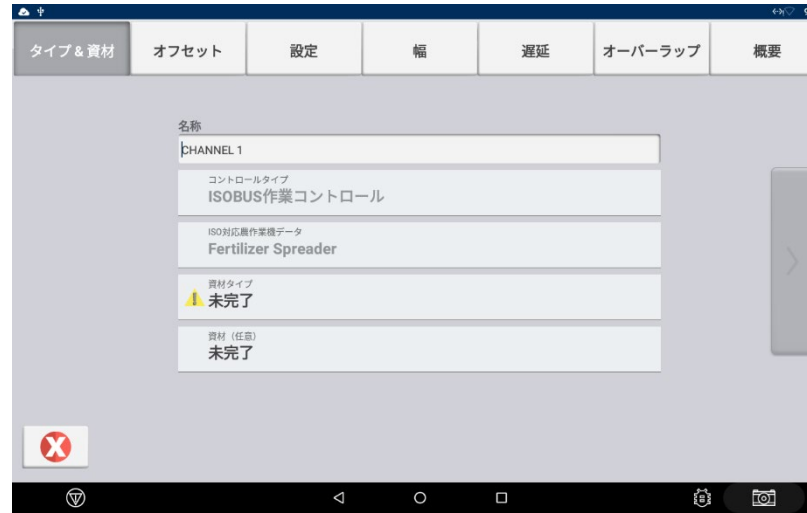 タイプ & 資材
オフセット
設定
幅
遅延
オーバーラップ
概要
名称
CHANNEL 1
コントロールタイプ
ISOBUS作業コントロール
ISO対応農作業機データ
Fertilizer Spreader
資材タイプ
未完了
資材（任意）
未完了